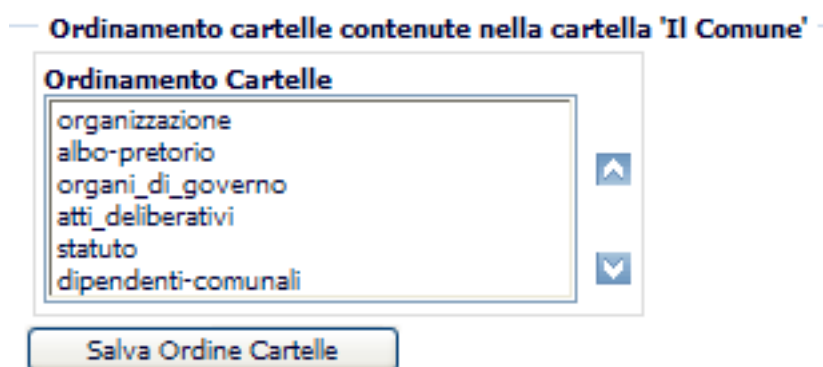 Ordinamento cartelle contenute nella cartella 'Il Comune'
Ordinamento Cartelle
organizzazione
albo-pretorio
organi_di_governo
atti_deliberativi
statuto
dipendenti-comunali
Salva Ordine Cartelle